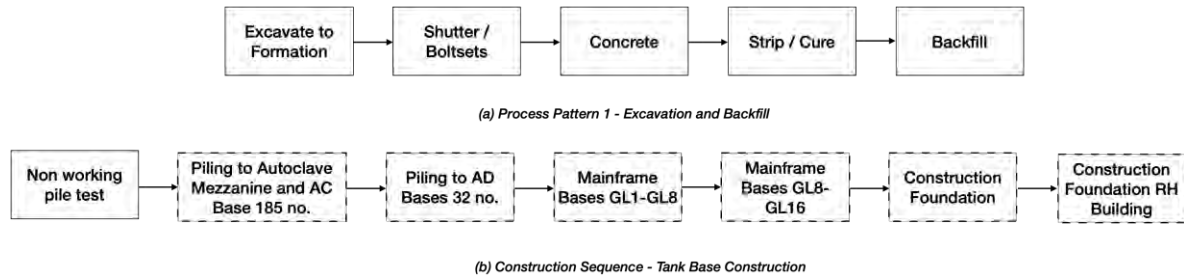 Excavate to
Formation
Shutter /
Boltsets
Concrete
Strip / Cure
Backfill
(a) Process Pattern 1 - Excavation and Backfill
Non working
pile test
Piling to Autoclave
Mezzanine and AC
Base 185 no.
Piling to AD
Bases 32 no.
Mainframe
Bases GL1-GL8
Mainframe
Bases GL8-
GL16
Construction
Foundation
Construction
Foundation RH
Building
(b) Construction Sequence - Tank Base Construction